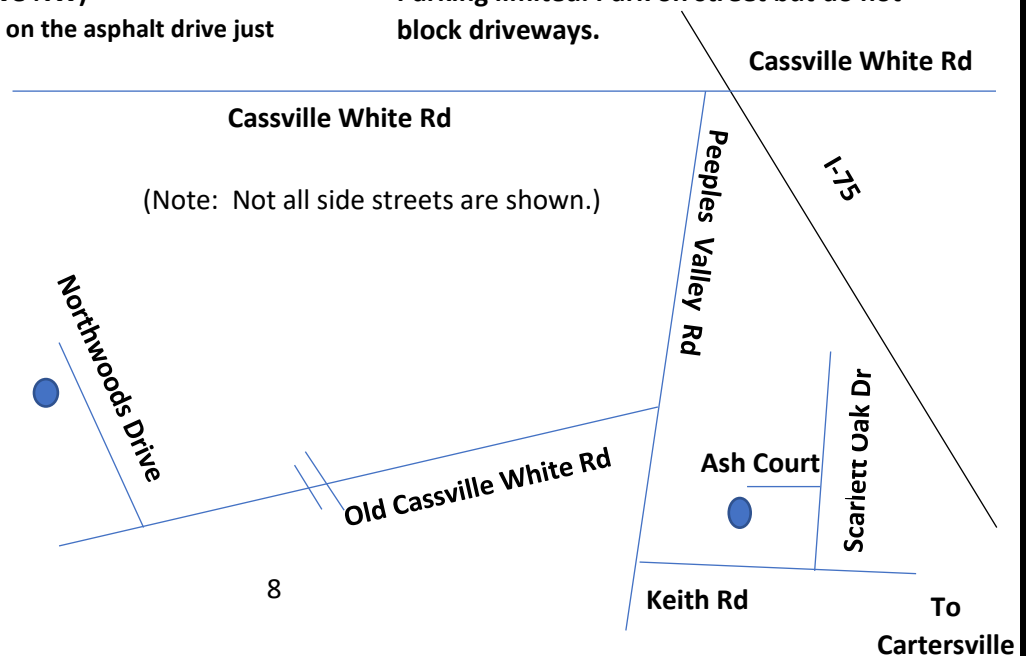 on the asphalt drive just
block driveways.
Cassville White Rd
Cassville White Rd
Peeples Valley Rd
I-75
(Note: Not all side streets are shown.)
Northwoods Drive
Old Cassville White Rd
Ash Court
Scarlett Oak Dr
8
Keith Rd
To
Cartersville